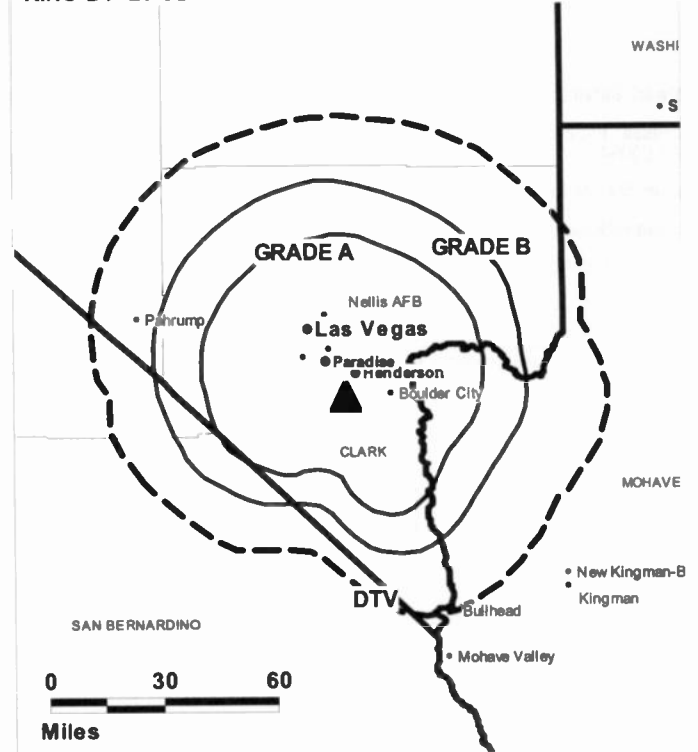 WASHI
S
GRADE A
GRADE B
Nellis AFB
Pahrump
Las Vegas
Paradise
Henderson
Boulder City
CLARK
MOHAVE
New Kingman-B
Kingman
DTV
Bullhead
SAN BERNARDINO
Mohave Valley
0 30 60
Miles